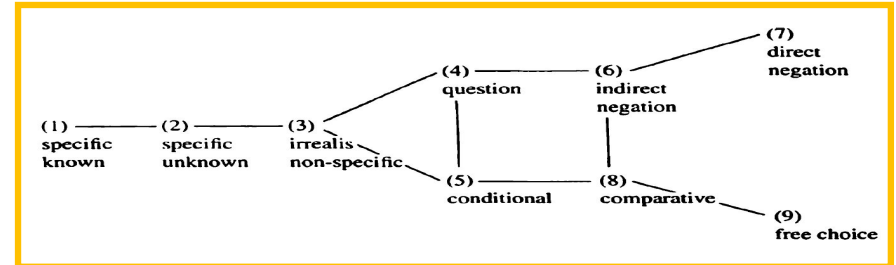 (7)
direct
negation
(4)
question
(6)
indirect
negation
(1)
specific
known
(2)
specific
unknown
(3)
irrealis
non-specific
(5)
conditional
(8)
comparative
(9)
free choice